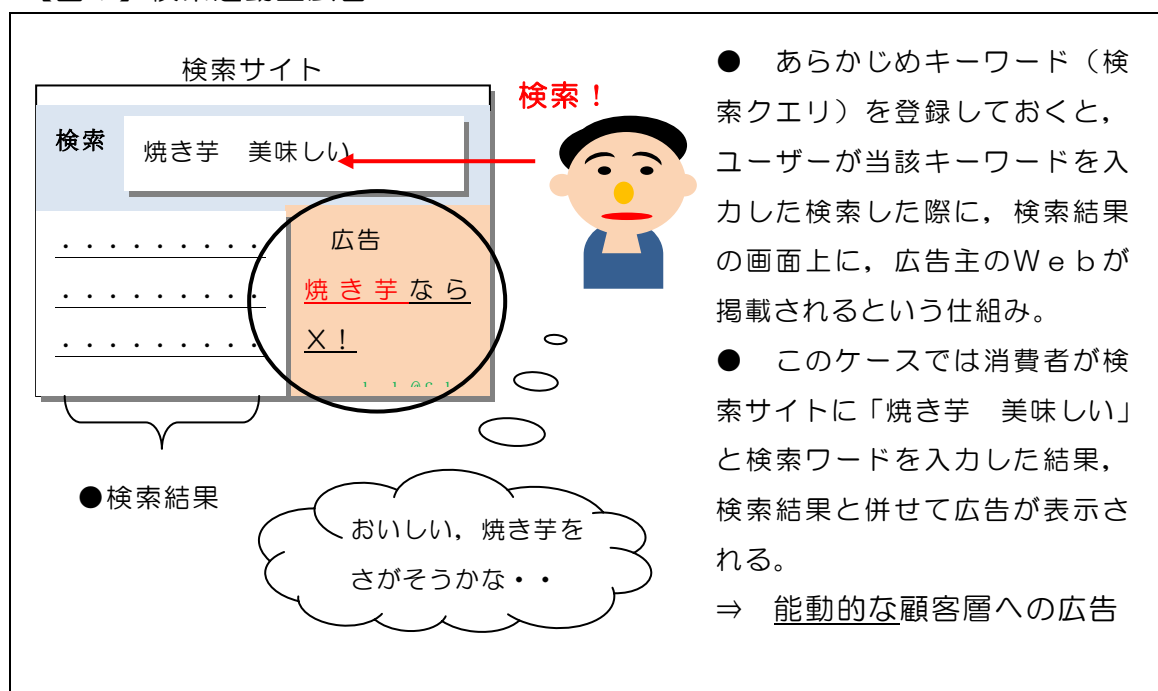 検索サイト
検索！
検索
焼き芋　美味しい
・・・・・・・・・
・・・・・・・・・
・・・・・・・・・
広告
焼き芋なら
Ｘ！
●検索結果
おいしい，焼き芋を
さがそうかな・・
●　あらかじめキーワード（検
索クエリ）を登録しておくと，
ユーザーが当該キーワードを入
力した検索した際に，検索結果
の画面上に，広告主のＷｅｂが
掲載されるという仕組み。
●　このケースでは消費者が検
索サイトに「焼き芋　美味しい」
と検索ワードを入力した結果，
検索結果と併せて広告が表示さ
れる。
⇒　能動的な顧客層への広告